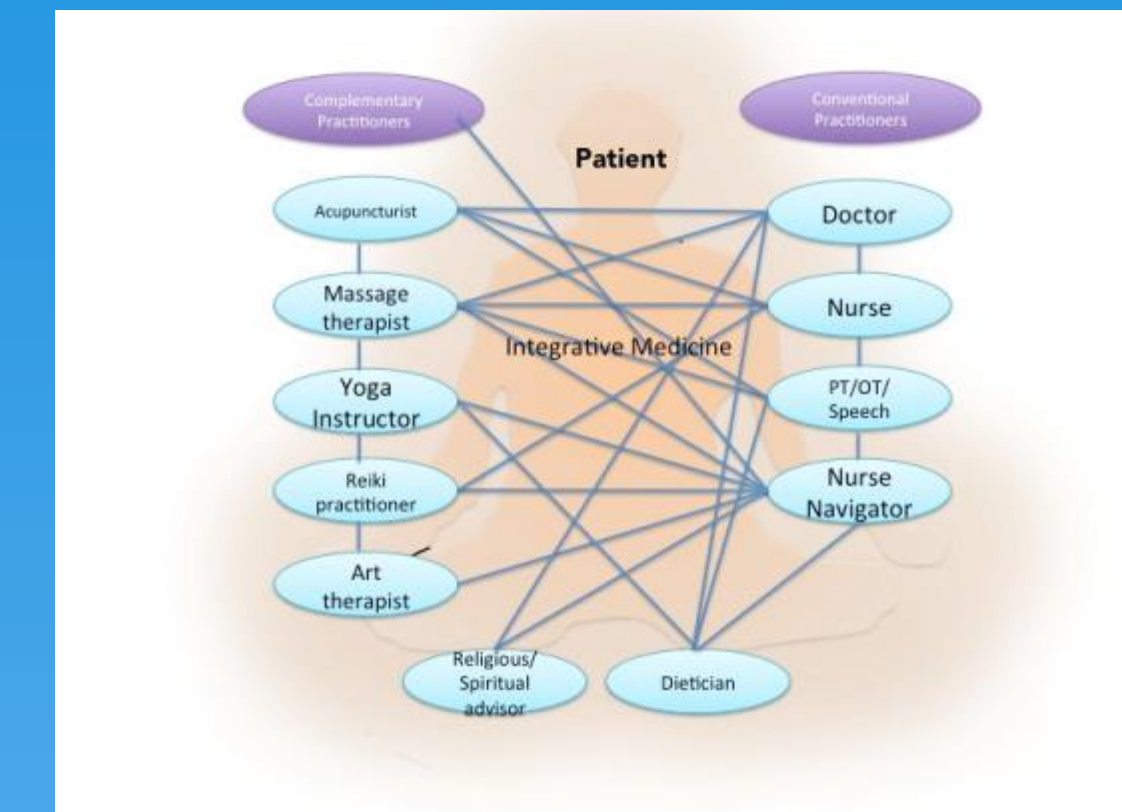 Complementary
Practitioners
Conventional
Practitioners
Patient
Acupuncturist
Doctor
Massage
therapist
Nurse
Integrative Medicine
Yoga
Instructor
PT/OT/
Speech
Reiki
practitioner
Nurse
Navigator
Art
therapist
Religious/
Spiritual
advisor
Dietician